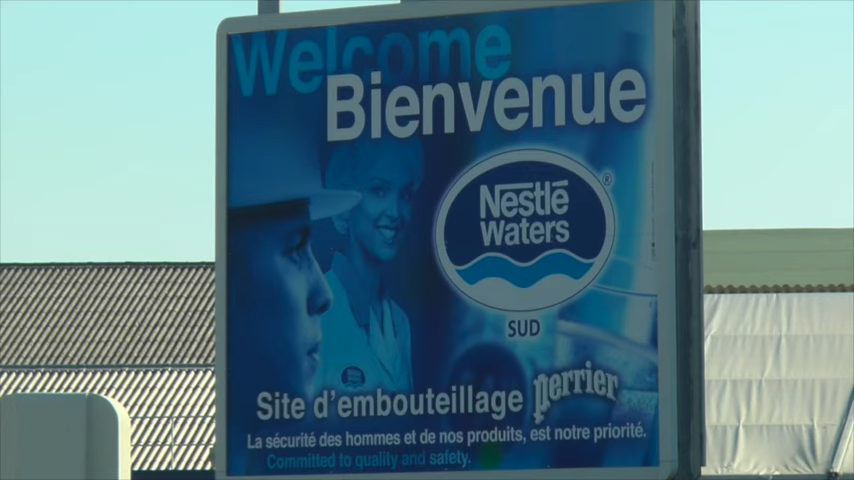 Welcome
Bienvenue
Nestlé
Waters
®
SUD
Site d'embouteillage perrier
La sécurité des hommes et de nos produits, est notre priorité.
Committed to quality and safety.